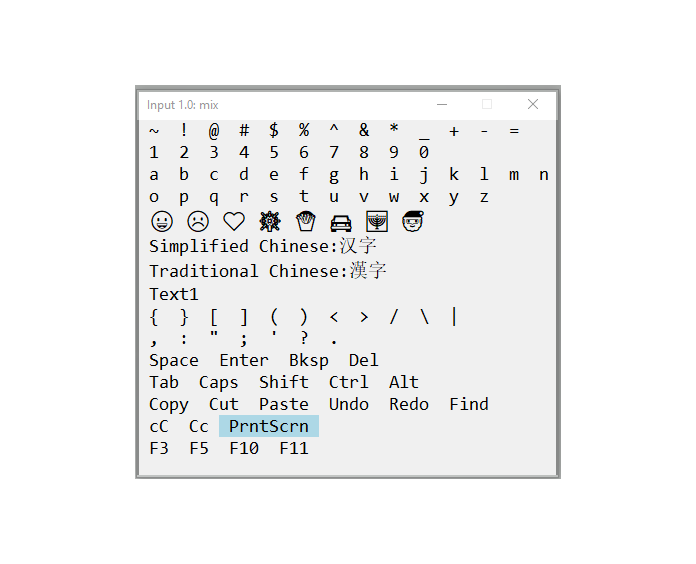 Input 1.0: mix
~ ! @ # $ % ^ & * _ + - =
1 2 3 4 5 6 7 8 9 0
a b c d e f g h i j k l m n
o p q r s t u v w x y z
Simplified Chinese:汉字
Traditional Chinese:漢字
Text1
{ } [ ] ( ) < > / \ |
, : " ; ' ? .
Space Enter Bksp Del
Tab Caps Shift Ctrl Alt
Copy Cut Paste Undo Redo Find
cC Cc PrntScrn
F3 F5 F10 F11